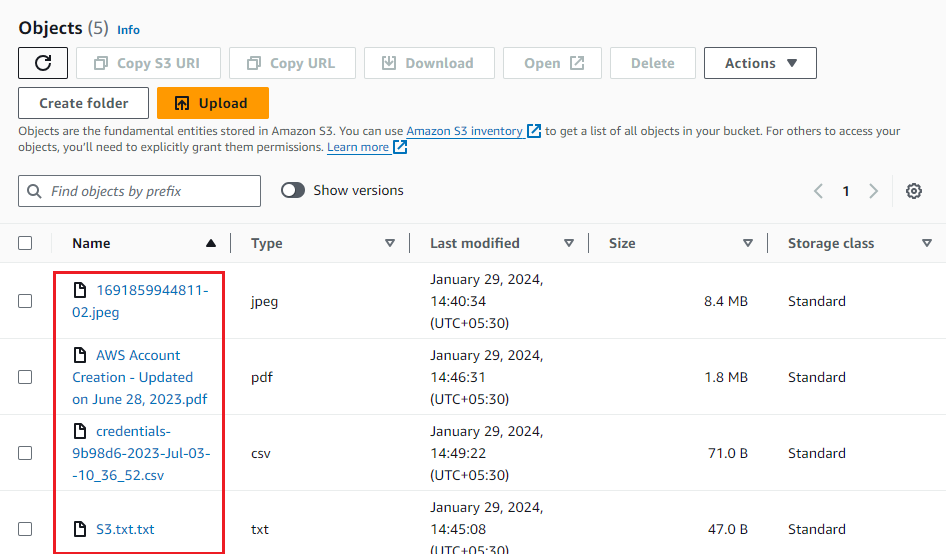 Objects (5) Info
Copy S3 URI Copy URL Download Open Delete Actions
Create folder Upload
Objects are the fundamental entities stored in Amazon S3. You can use Amazon S3 inventory to get a list of all objects in your bucket. For others to access your
objects, you'll need to explicitly grant them permissions. Learn more
Find objects by prefix Show versions 1
Name Type Last modified Size Storage class
1691859944811-
02.jpeg
jpeg
January 29, 2024,
14:40:34
(UTC+05:30)
8.4 MB
Standard
AWS Account
Creation - Updated
on June 28, 2023.pdf
pdf
January 29, 2024,
14:46:31
(UTC+05:30)
1.8 MB
Standard
credentials-
9b98d6-2023-Jul-03-
-10_36_52.csv
csv
January 29, 2024,
14:49:22
(UTC+05:30)
71.0 B
Standard
S3.txt.txt
txt
January 29, 2024,
14:45:08
(UTC+05:30)
47.0 B
Standard